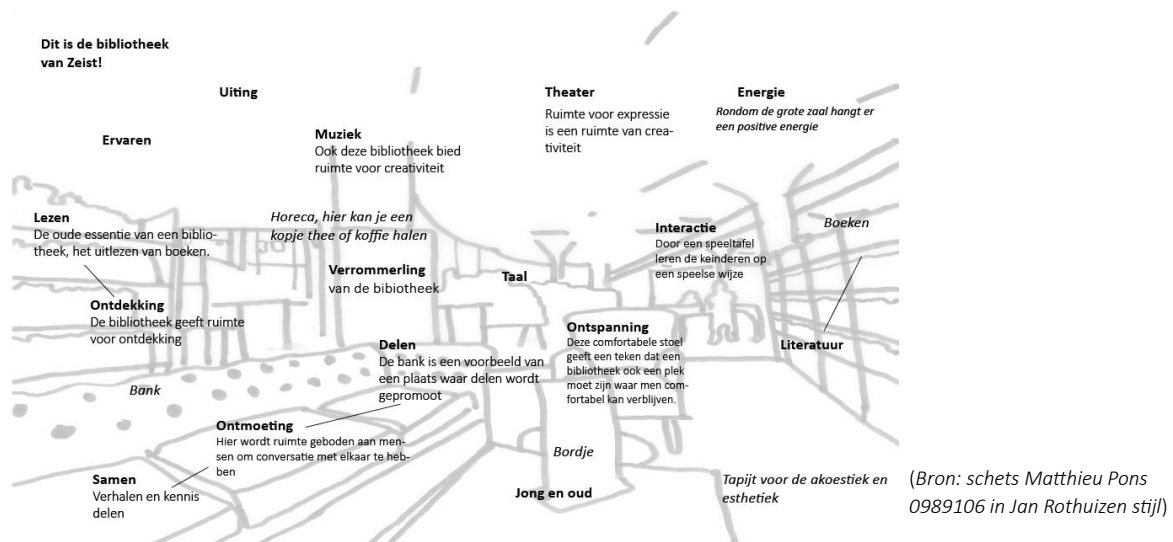 Dit is de bibliotheek
van Zeist!
Uiting
Theater
Ruimte voor expressie
is een ruimte van crea-
tiviteit
Energie
Rondom de grote zaal hangt er
een positive energie
Ervaren
Muziek
Ook deze bibliotheek bied
ruimte voor creativiteit
Lezen
De oude essentie van een biblio-
theek, het uitlezen van boeken.
Horeca, hier kan je een
kopje thee of koffie halen
Interactie
Door een speeltafel
leren de keinderen op
een speelse wijze
Boeken
Verrommerling
van de bibiotheek
Taal
Ontdekking
De bibliotheek geeft ruimte
voor ontdekking
Delen
De bank is een voorbeeld van
een plaats waar delen wordt
gepromoot
Ontspanning
Deze comfortabele stoel
geeft een teken dat een
bibliotheek ook een plek
moet zijn waar men com-
fortabel kan verblijven.
Literatuur
Bank
Ontmoeting
Hier wordt ruimte geboden aan men-
sen om conversatie met elkaar te heb-
ben
Bordje
Samen
Verhalen en kennis
delen
Jong en oud
Tapijt voor de akoestiek en
esthetiek
(Bron: schets Matthieu Pons
0989106 in Jan Rothuizen stijl)